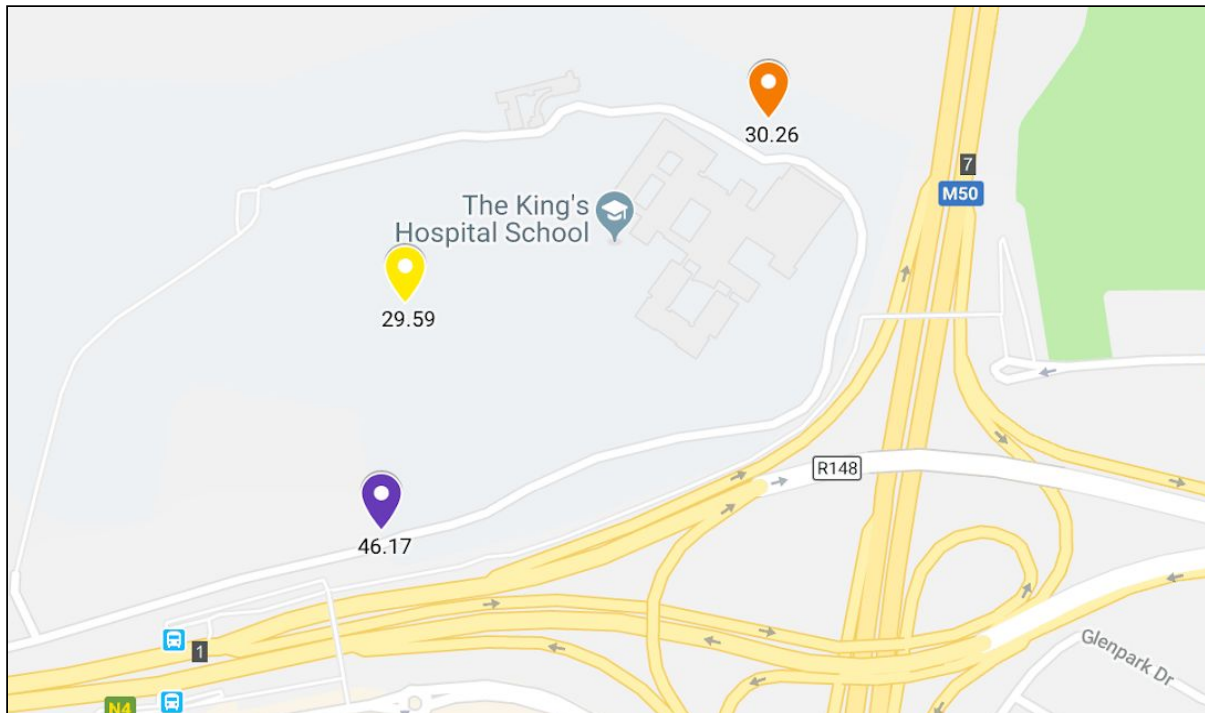 30.26
7
M50
The King's
Hospital School
29.59
R148
46.17
1
Glenpark Dr
N4